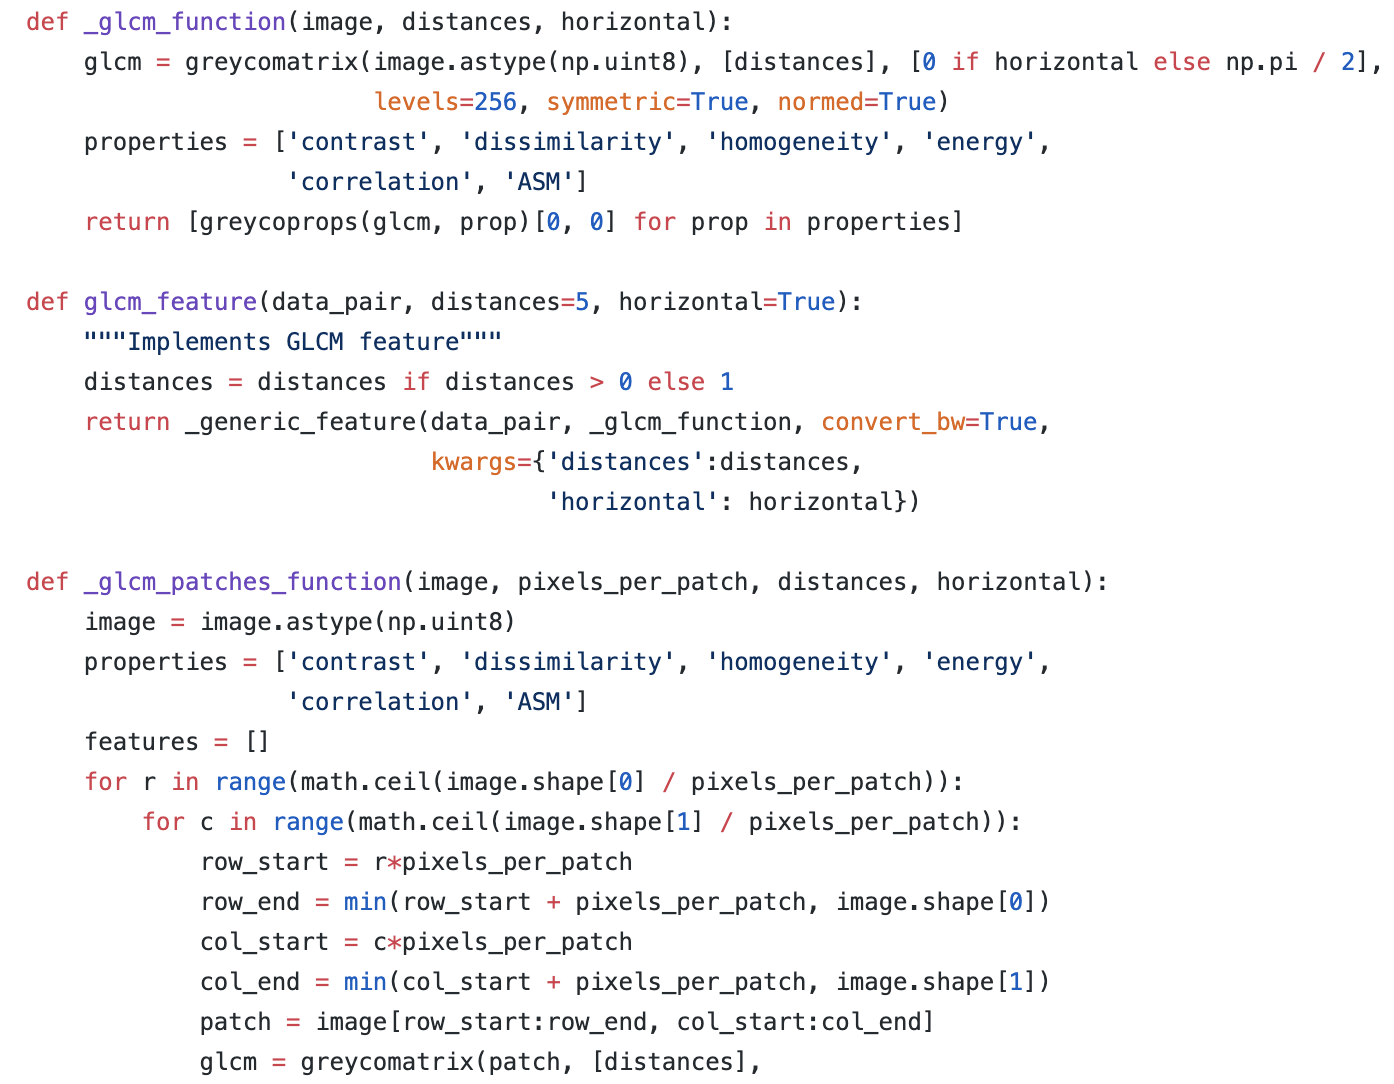 def _glcm_function(image, distances, horizontal):
    glcm = greycomatrix(image.astype(np.uint8), [distances], [0 if horizontal else np.pi / 2],
                        levels=256, symmetric=True, normed=True)
    properties = ['contrast', 'dissimilarity', 'homogeneity', 'energy',
                  'correlation', 'ASM']
    return [greycoprops(glcm, prop)[0, 0] for prop in properties]

def glcm_feature(data_pair, distances=5, horizontal=True):
    """Implements GLCM feature"""
    distances = distances if distances > 0 else 1
    return _generic_feature(data_pair, _glcm_function, convert_bw=True,
                            kwargs={'distances':distances,
                                    'horizontal': horizontal})

def _glcm_patches_function(image, pixels_per_patch, distances, horizontal):
    image = image.astype(np.uint8)
    properties = ['contrast', 'dissimilarity', 'homogeneity', 'energy',
                  'correlation', 'ASM']
    features = []
    for r in range(math.ceil(image.shape[0] / pixels_per_patch)):
        for c in range(math.ceil(image.shape[1] / pixels_per_patch)):
            row_start = r*pixels_per_patch
            row_end = min(row_start + pixels_per_patch, image.shape[0])
            col_start = c*pixels_per_patch
            col_end = min(col_start + pixels_per_patch, image.shape[1])
            patch = image[row_start:row_end, col_start:col_end]
            glcm = greycomatrix(patch, [distances],